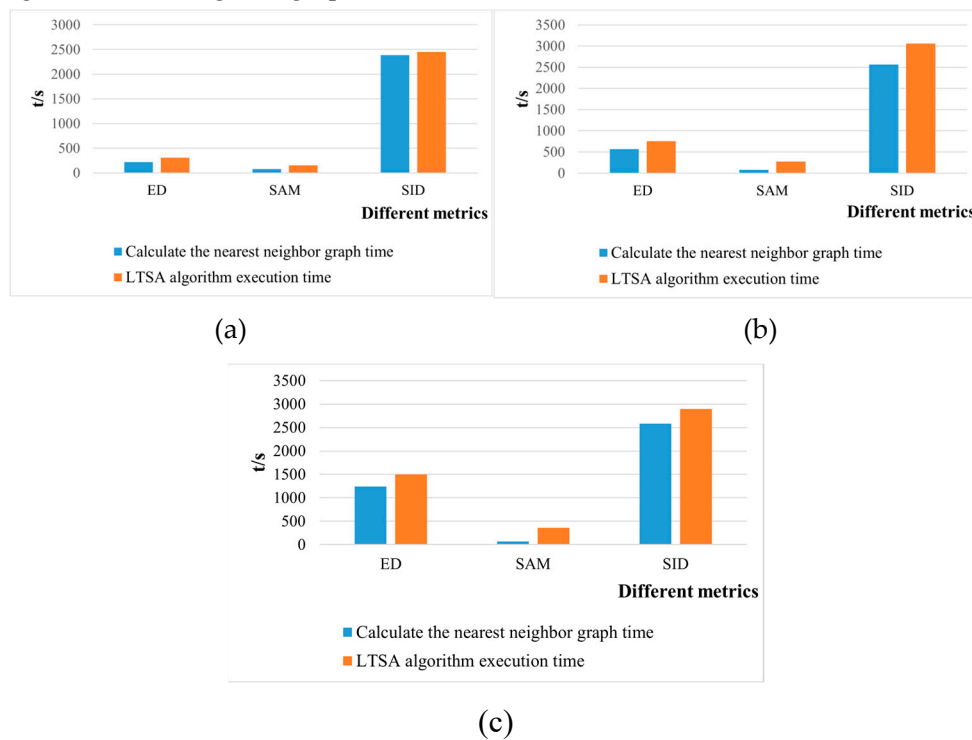 3000
2500
2000
1500
1000
500
0
t/s
ED
SAM
SID
Different metrics
Calculate the nearest neighbor graph time
LTSA algorithm execution time
(a)
3500
3000
2500
2000
1500
1000
500
0
t/s
ED
SAM
SID
Different metrics
Calculate the nearest neighbor graph time
LTSA algorithm execution time
(b)
3500
3000
2500
2000
1500
1000
500
0
t/s
ED
SAM
SID
Different metrics
Calculate the nearest neighbor graph time
LTSA algorithm execution time
(c)